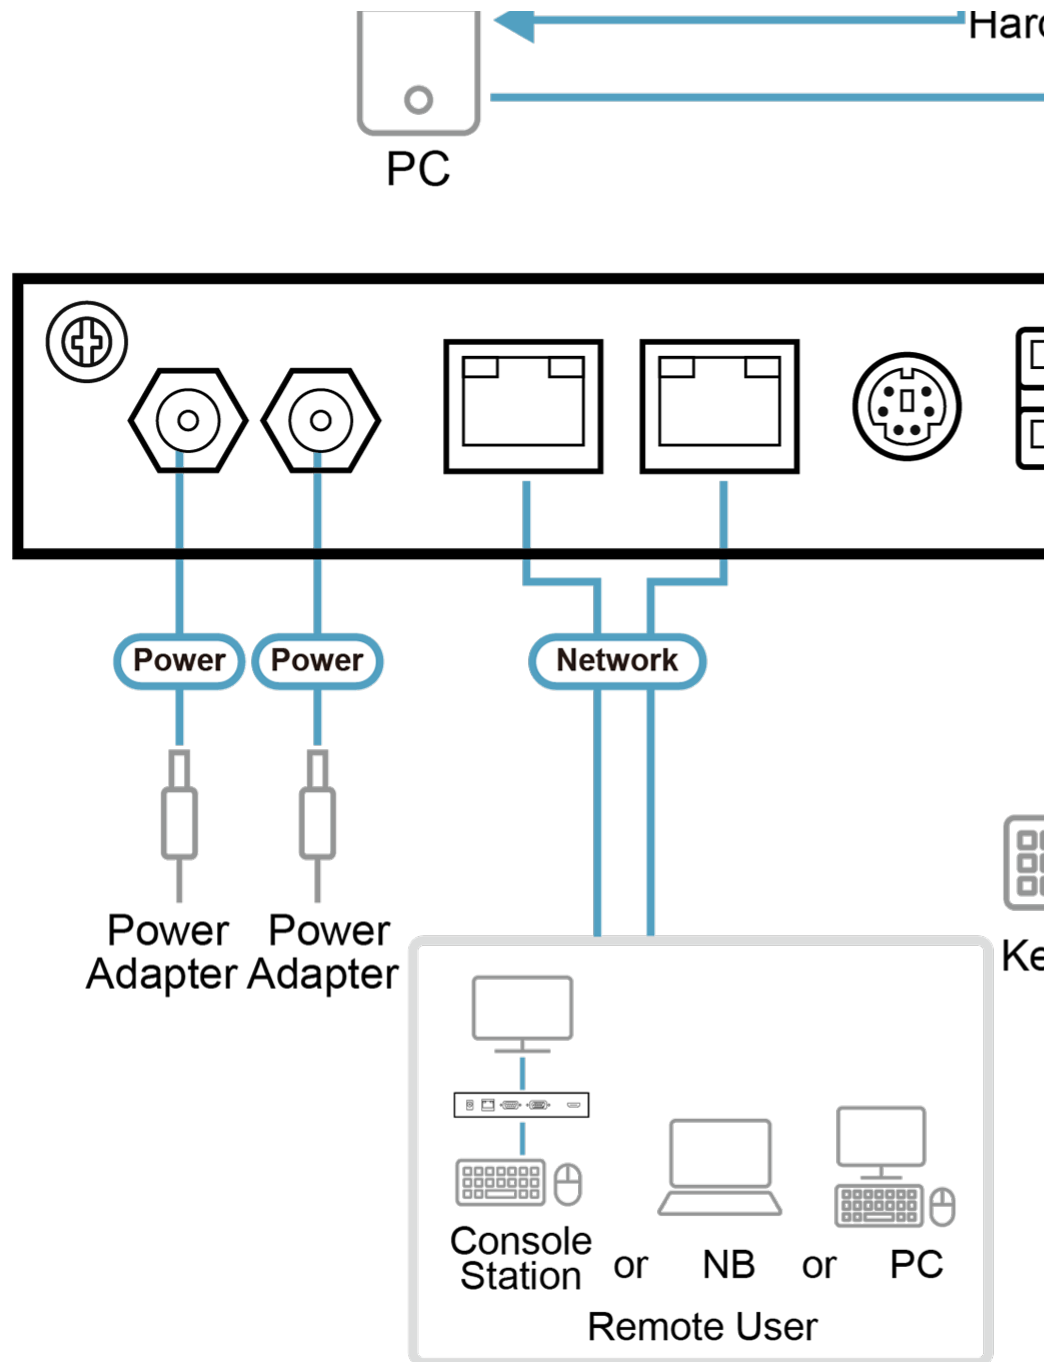 PC
Power Power
Network
Power Power
Adapter Adapter
Console
Station
or NB or PC
Remote User